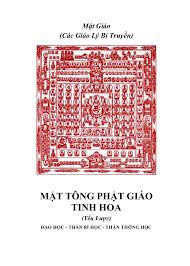 Mật Giáo
(Các Giáo Lý Bí Truyền)
MẬT TÔNG PHẬT GIÁO
TINH HOA
(Yếu Lược)
ĐẠO HỌC - THẦN BÍ HỌC - THẦN THÔNG HỌC